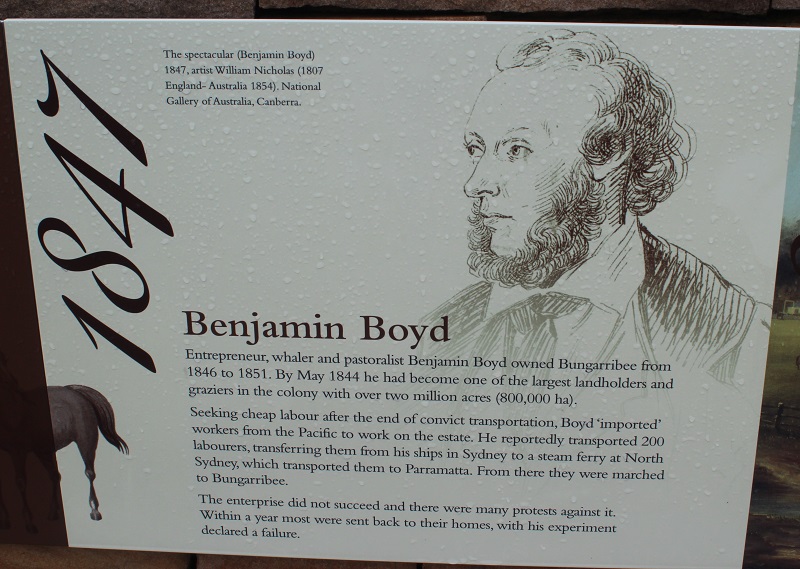 1847
The spectacular (Benjamin Boyd)
1847, artist William Nicholas (1807
England- Australia 1854). National
Gallery of Australia, Canberra.
Benjamin Boyd
Entrepreneur, whaler and pastoralist Benjamin Boyd owned Bungarribee from
1846 to 1851. By May 1844 he had become one of the largest landholders and
graziers in the colony with over two million acres (800,000 ha).
Seeking cheap labour after the end of convict transportation, Boyd ‘imported’
workers from the Pacific to work on the estate. He reportedly transported 200
labourers, transferring them from his ships in Sydney to a steam ferry at North
Sydney, which transported them to Parramatta. From there they were marched
to Bungarribee.
The enterprise did not succeed and there were many protests against it.
Within a year most were sent back to their homes, with his experiment
declared a failure.